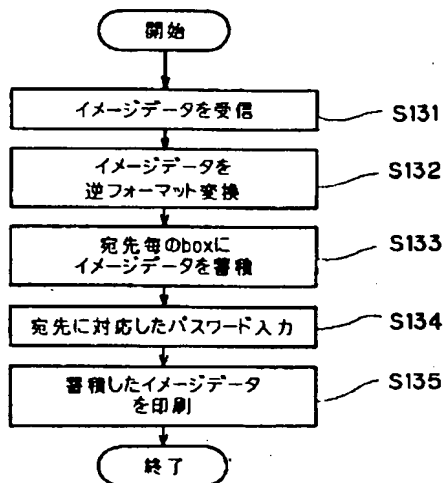 開始
イメージデータを受信
S131
イメージデータを
逆フォーマット変換
S132
宛先毎のboxに
イメージデータを蓄積
S133
宛先に対応したパスワード入力
S134
蓄積したイメージデータ
を印刷
S135
終了